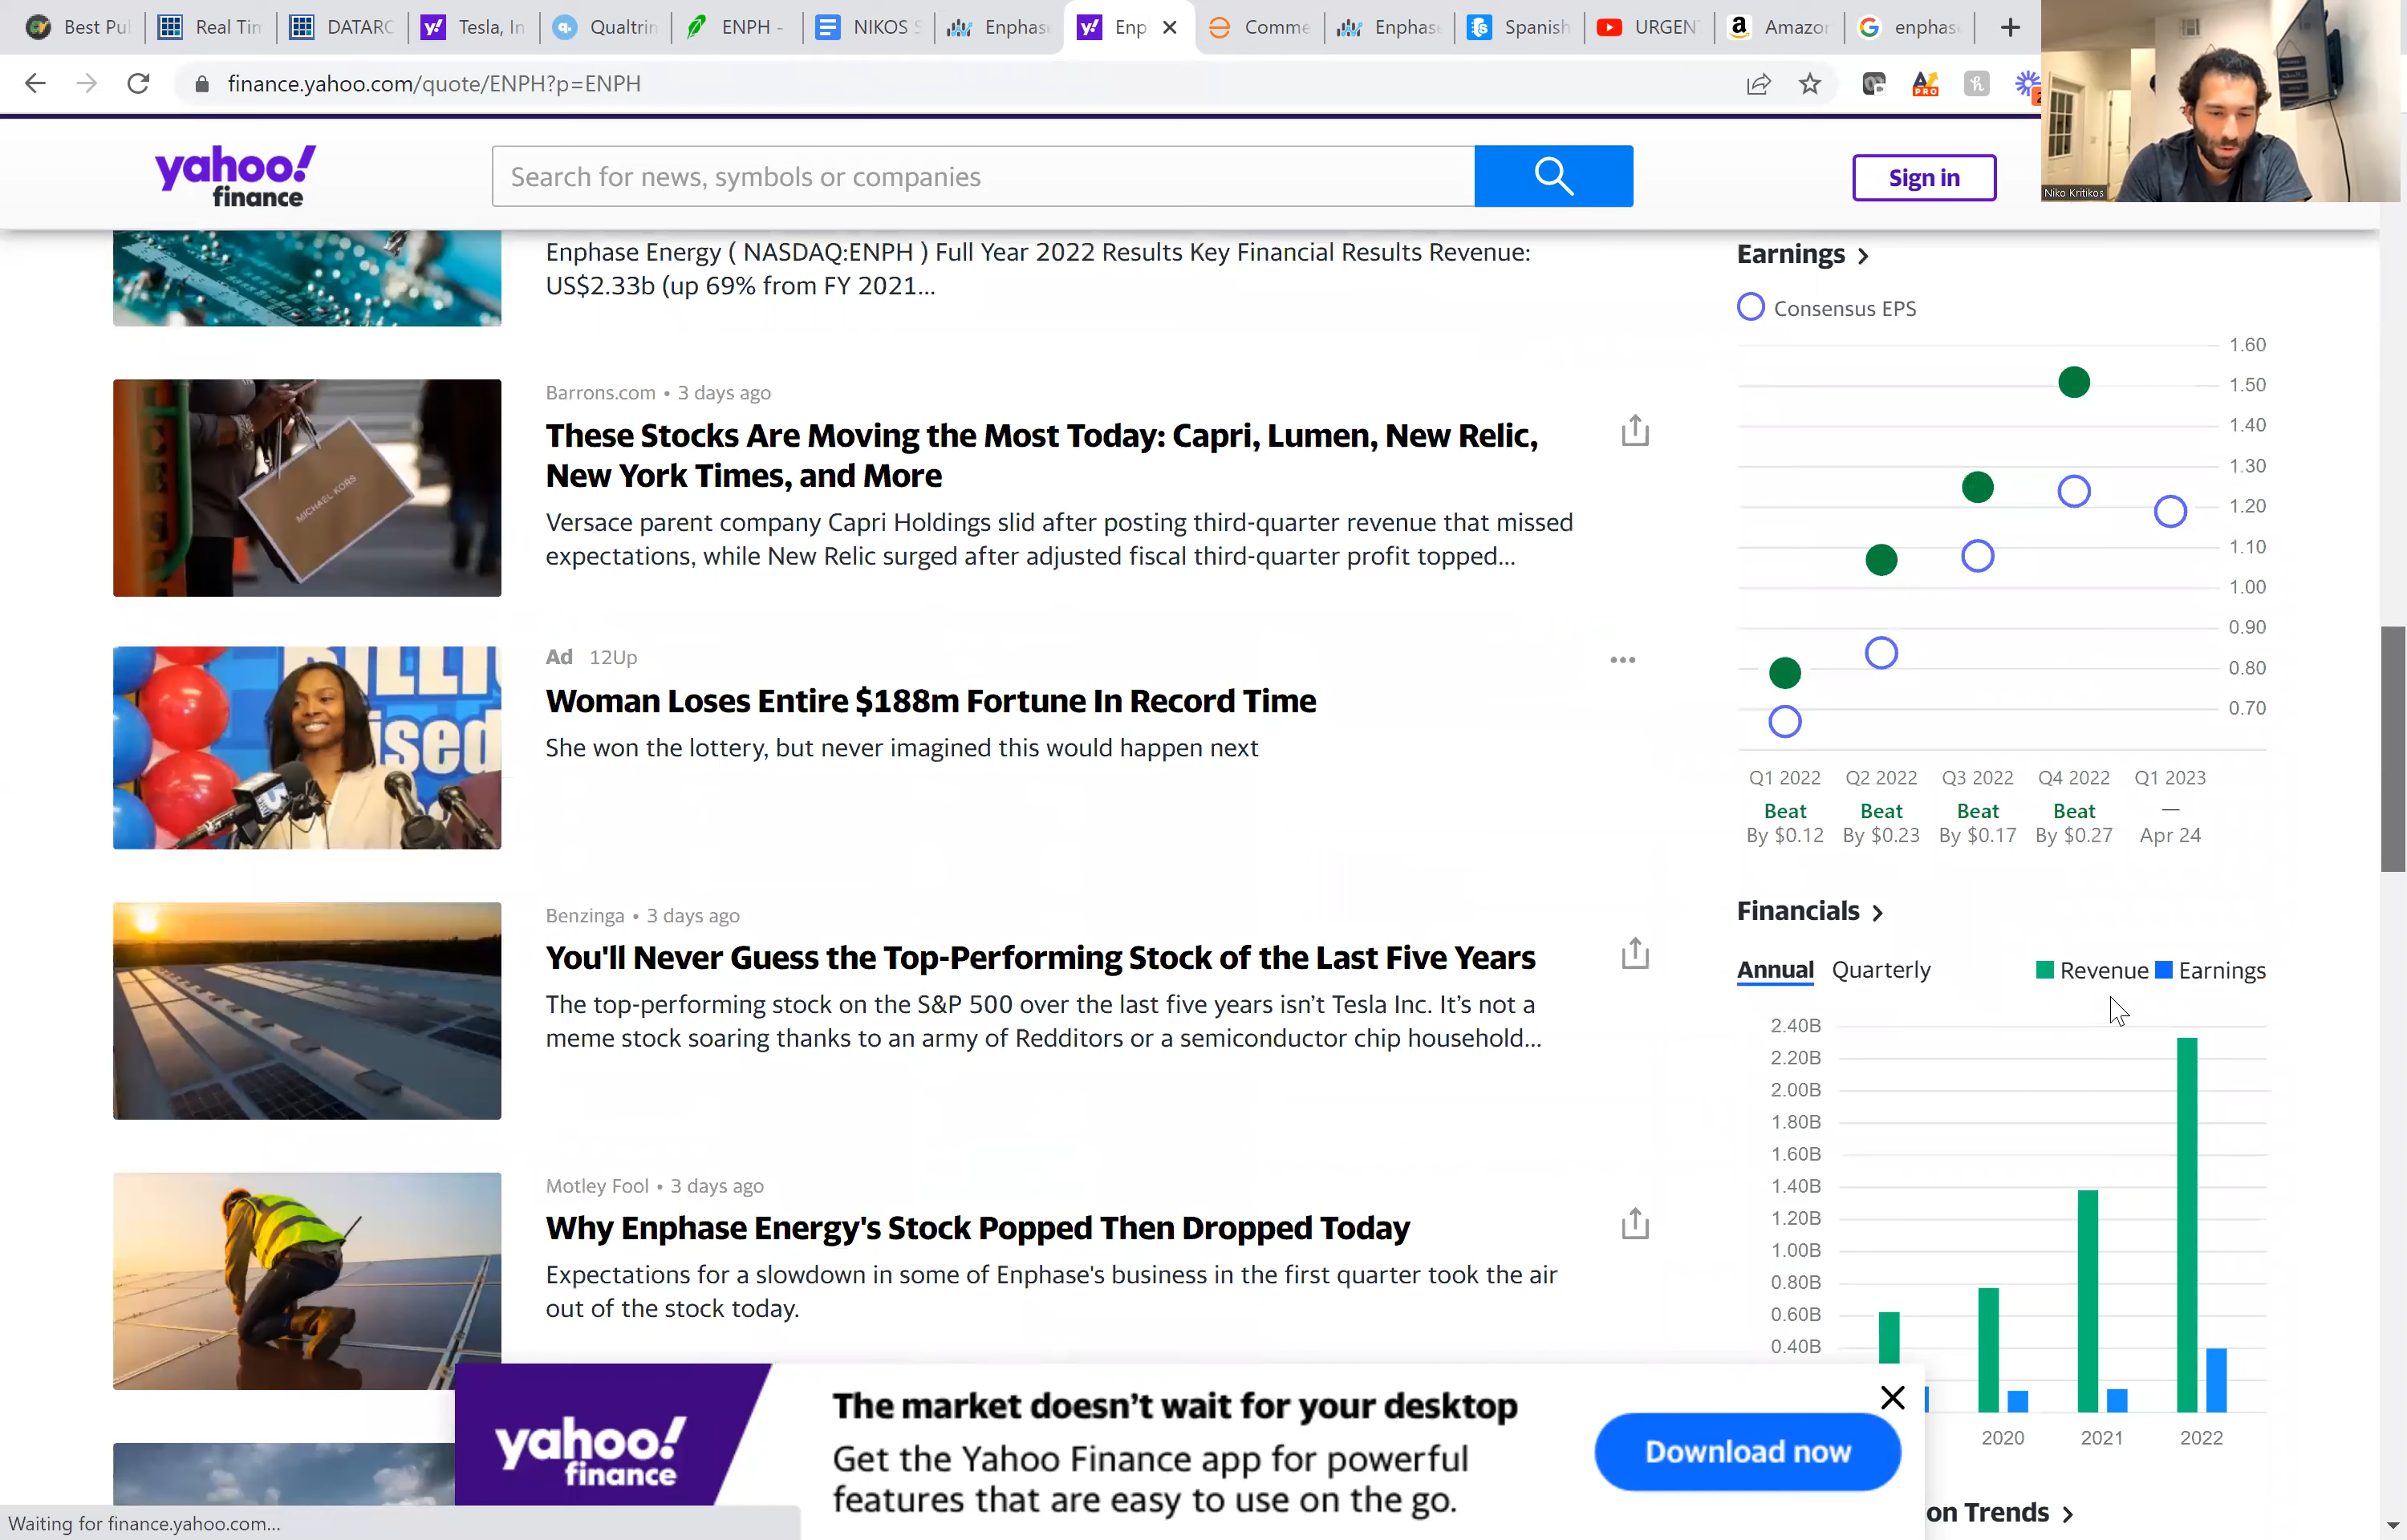 Best Pu
Real Tim
DATARC
Tesla, In
Qualtrin
ENPH -
NIKOS S
Enphase
Enp
Comme
Enphase
Spanish
URGENT
Amazon
enphase
finance.yahoo.com/quote/ENPH?p=ENPH
yahoo!
finance
Search for news, symbols or companies
Sign in
Niko Kritikos
Enphase Energy ( NASDAQ:ENPH ) Full Year 2022 Results Key Financial Results Revenue:
US$2.33b (up 69% from FY 2021...
MICHAEL KORS
Barrons.com • 3 days ago
These Stocks Are Moving the Most Today: Capri, Lumen, New Relic,
New York Times, and More
Versace parent company Capri Holdings slid after posting third-quarter revenue that missed
expectations, while New Relic surged after adjusted fiscal third-quarter profit topped...
Ad 12Up
Woman Loses Entire $188m Fortune In Record Time
She won the lottery, but never imagined this would happen next
Benzinga • 3 days ago
You'll Never Guess the Top-Performing Stock of the Last Five Years
The top-performing stock on the S&P 500 over the last five years isn’t Tesla Inc. It’s not a
meme stock soaring thanks to an army of Redditors or a semiconductor chip household...
Motley Fool • 3 days ago
Why Enphase Energy's Stock Popped Then Dropped Today
Expectations for a slowdown in some of Enphase's business in the first quarter took the air
out of the stock today.
Earnings
Consensus EPS
1.60
1.50
1.40
1.30
1.20
1.10
1.00
0.90
0.80
0.70
Q1 2022 Q2 2022 Q3 2022 Q4 2022 Q1 2023
Beat Beat Beat Beat —
By $0.12 By $0.23 By $0.17 By $0.27 Apr 24
Financials
Annual Quarterly Revenue Earnings
2.40B
2.20B
2.00B
1.80B
1.60B
1.40B
1.20B
1.00B
0.80B
0.60B
0.40B
2020 2021 2022
on Trends
yahoo!
finance
The market doesn’t wait for your desktop
Get the Yahoo Finance app for powerful
features that are easy to use on the go.
Download now
Waiting for finance.yahoo.com...